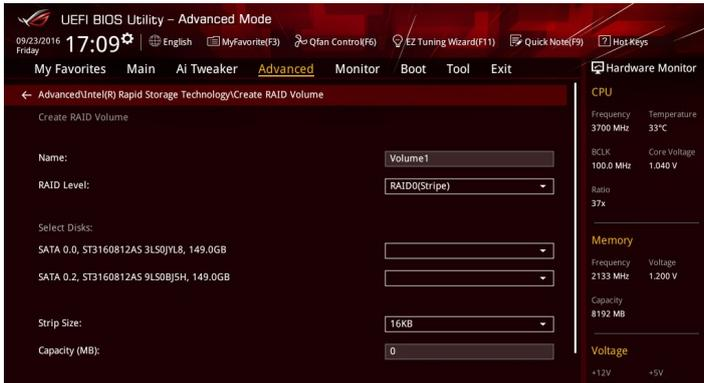 UEFI BIOS Utility – Advanced Mode
09/23/2016 Friday 17:09 English MyFavorite(F3) Qfan Control(F6) EZ Tuning Wizard(F11) Quick Note(F9) ? Hot Keys
My Favorites Main Ai Tweaker Advanced Monitor Boot Tool Exit
← Advanced\Intel(R) Rapid Storage Technology\Create RAID Volume
Create RAID Volume
Name: Volume1
RAID Level: RAID0(Stripe)
Select Disks:
SATA 0.0, ST3160812AS 3LS0JYL8, 149.0GB
SATA 0.2, ST3160812AS 9LS0BJ5H, 149.0GB
Strip Size: 16KB
Capacity (MB): 0
Hardware Monitor
CPU
Frequency Temperature
3700 MHz 33°C
BCLK Core Voltage
100.0 MHz 1.040 V
Ratio
37x
Memory
Frequency Voltage
2133 MHz 1.200 V
Capacity
8192 MB
Voltage
+12V +5V